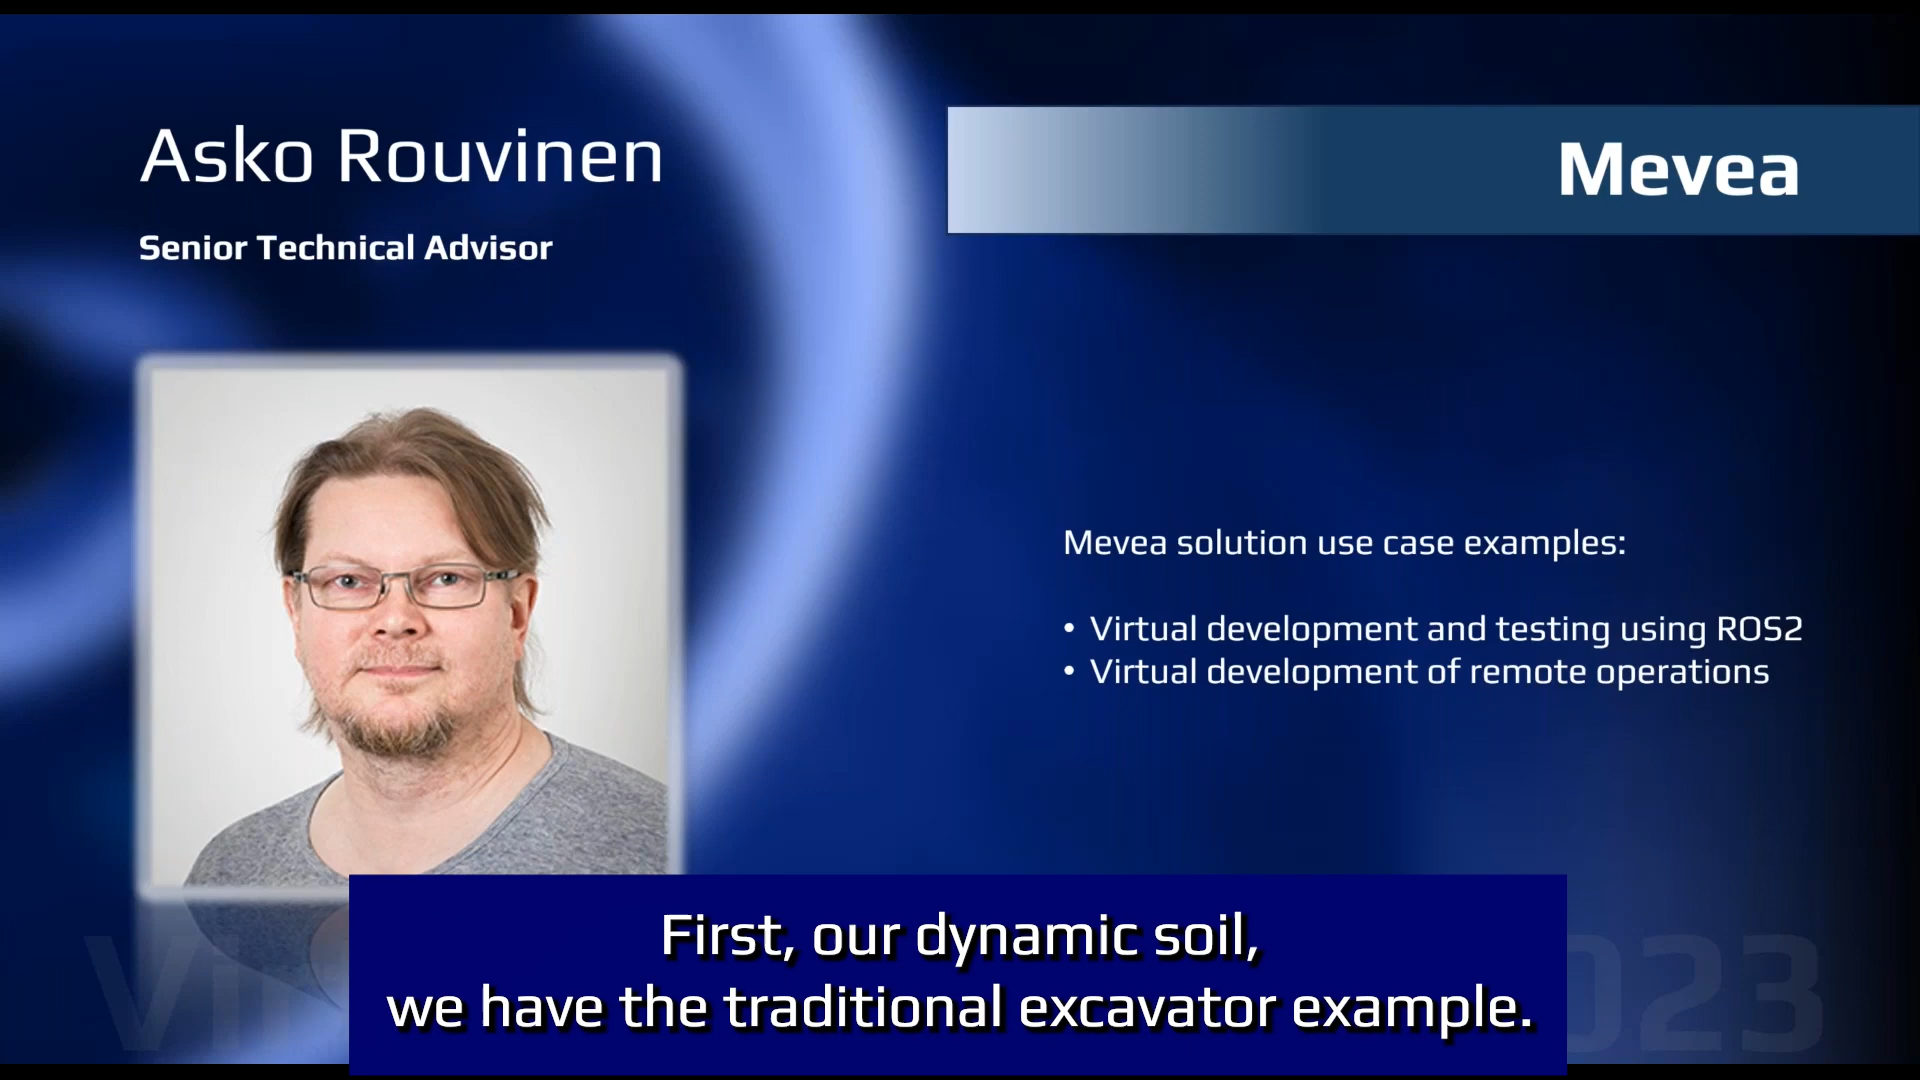 Asko Rouvinen
Senior Technical Advisor
Mevea
Mevea solution use case examples:
• Virtual development and testing using ROS2
• Virtual development of remote operations
First, our dynamic soil,
we have the traditional excavator example.